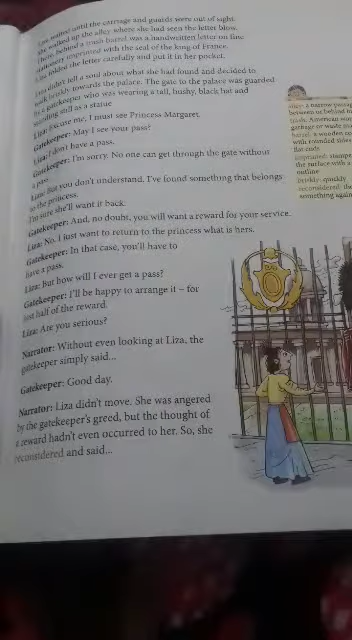 waited until the carriage and guards were out of sight.
She walked up the alley where she had seen the letter blow.
There, behind a trash barrel was a handwritten letter on fine
stationery imprinted with the seal of the king of France.
She folded the letter carefully and put it in her pocket.
Liza didn't tell a soul about what she had found and decided to
walk briskly towards the palace. The gate to the palace was guarded
by a gatekeeper who was wearing a tall, bushy, black hat and
standing still as a statue
Liza: Excuse me, I must see Princess Margaret.
Gatekeeper: May I see your pass?
Liza: I don't have a pass.
Gatekeeper: I'm sorry. No one can get through the gate without
a pass.
Liza: But you don't understand. I've found something that belongs
to the princess.
I'm sure she'll want it back.
Gatekeeper: And, no doubt, you will want a reward for your service.
Liza: No. I just want to return to the princess what is hers.
Gatekeeper: In that case, you'll have to
have a pass.
Liza: But how will I ever get a pass?
Gatekeeper: I'll be happy to arrange it – for
just half of the reward.
Liza: Are you serious?
Narrator: Without even looking at Liza, the
gatekeeper simply said...
Gatekeeper: Good day.
Narrator: Liza didn't move. She was angered
by the gatekeeper's greed, but the thought of
a reward hadn't even occurred to her. So, she
reconsidered and said...
alley: a narrow passage
between or behind
trash: American
garbage or waste
barrel: a wooden
with rounded sides
flat ends
imprinted: stamped
the surface with a
outline
briskly: quickly
reconsidered:
something again